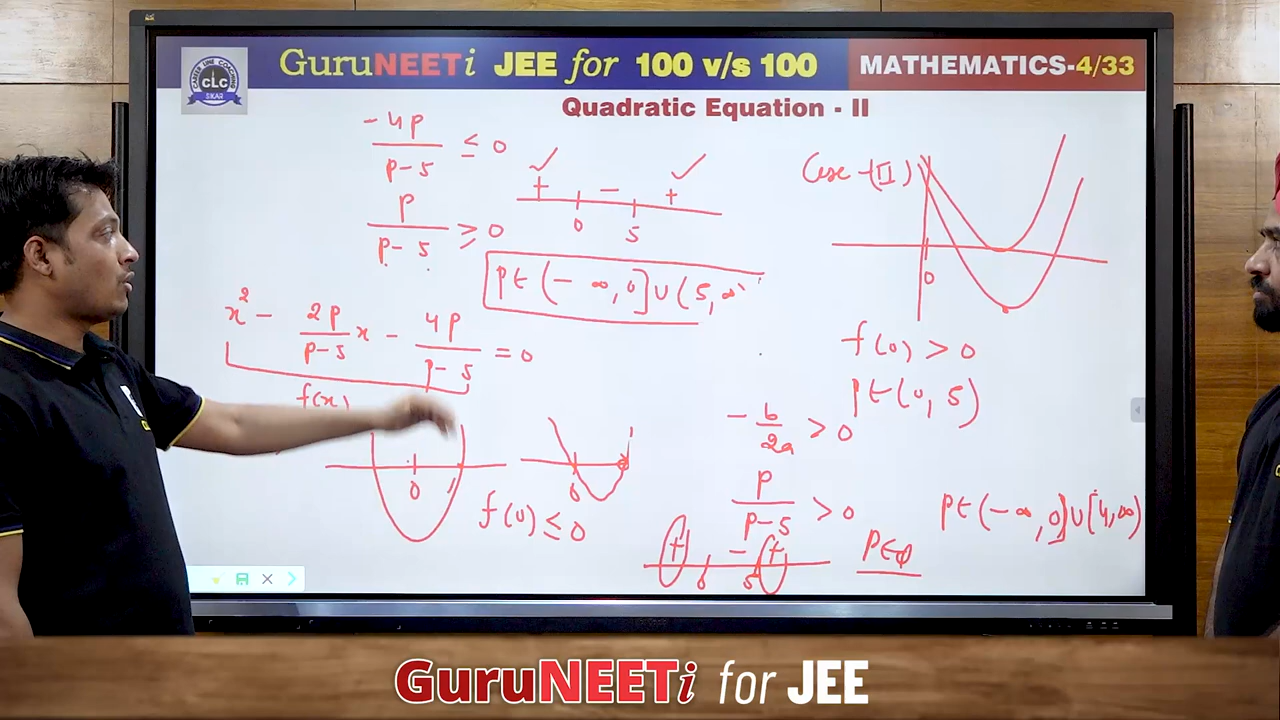 CLC
SIKAR
GuruNEETi JEE for 100 v/s 100
MATHEMATICS-4/33
Quadratic Equation - II
-4p/(p-5) ≤ 0
+ - +
0 5
p/(p-5) ≥ 0
p∈(-∞,0]∪(5,∞)
x² - 2p/(p-5) x - 4p/(p-5) = 0
f(x)
0
0
f(0) ≤ 0
Case-(II)
0
f(0) > 0
p∈(0, 5)
-b/2a > 0
p/(p-5) > 0
+ - +
0 5
p∈φ
p∈(-∞,0]∪[4,∞)
GuruNEETi for JEE